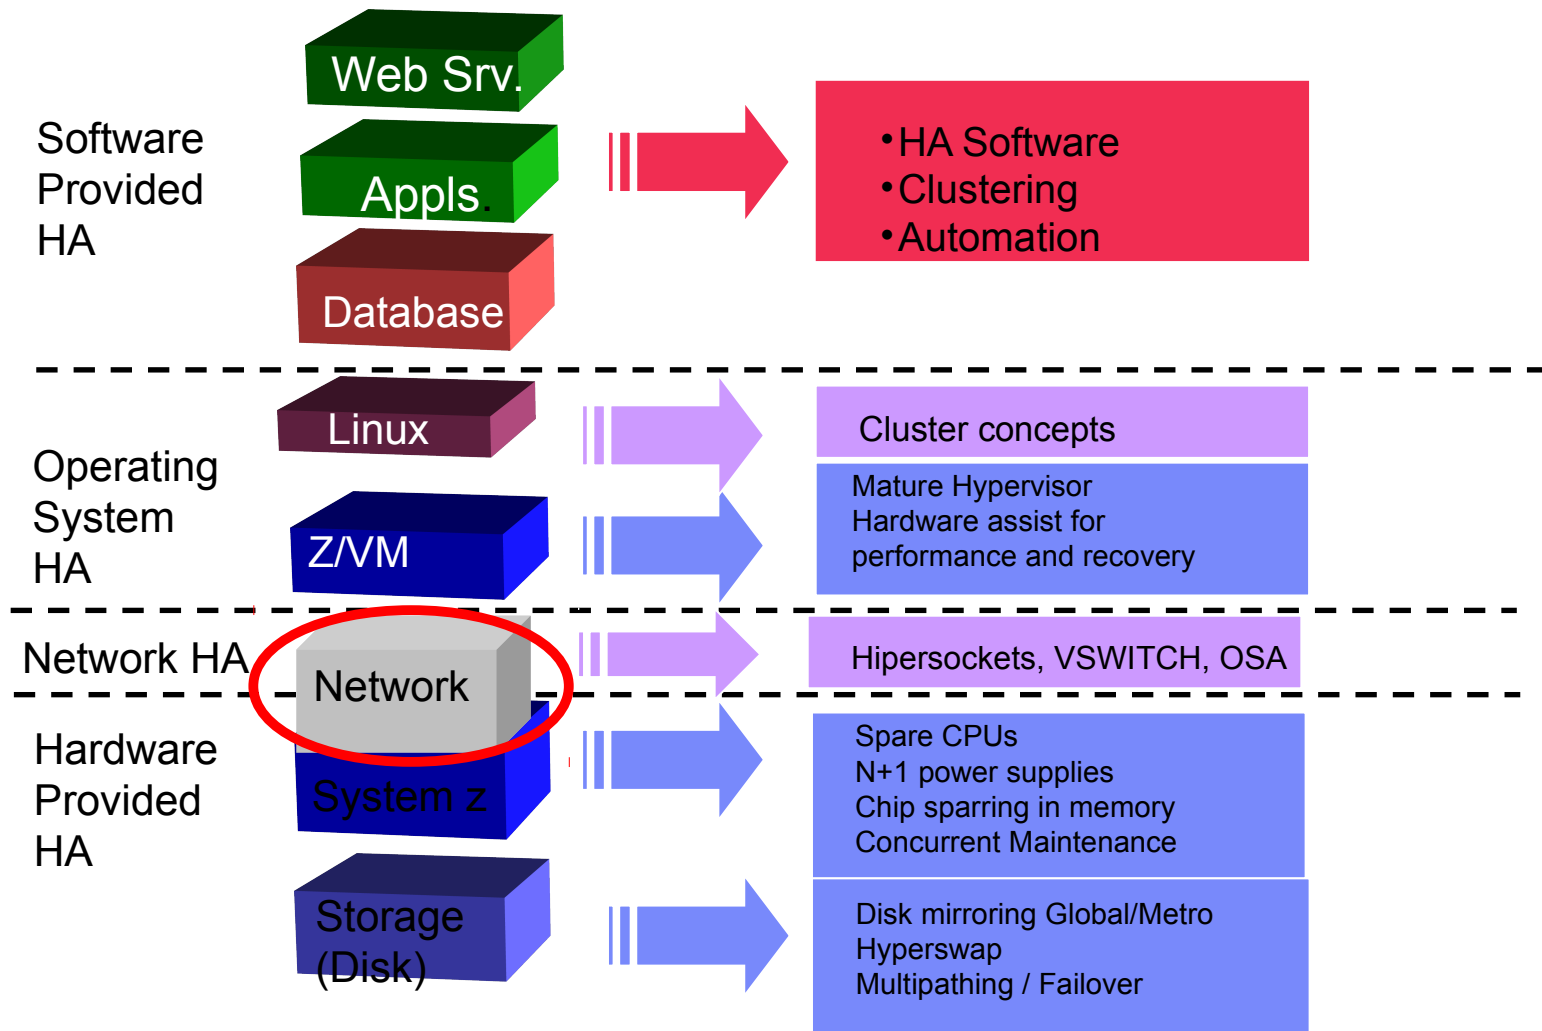 Software
Provided
HA
Web Srv.
Appls.
Database
•HA Software
•Clustering
•Automation
Operating
System
HA
Linux
Z/VM
Cluster concepts
Mature Hypervisor
Hardware assist for
performance and recovery
Network HA
Network
Hipersockets, VSWITCH, OSA
Hardware
Provided
HA
System z
Storage
(Disk)
Spare CPUs
N+1 power supplies
Chip sparring in memory
Concurrent Maintenance
Disk mirroring Global/Metro
Hyperswap
Multipathing / Failover